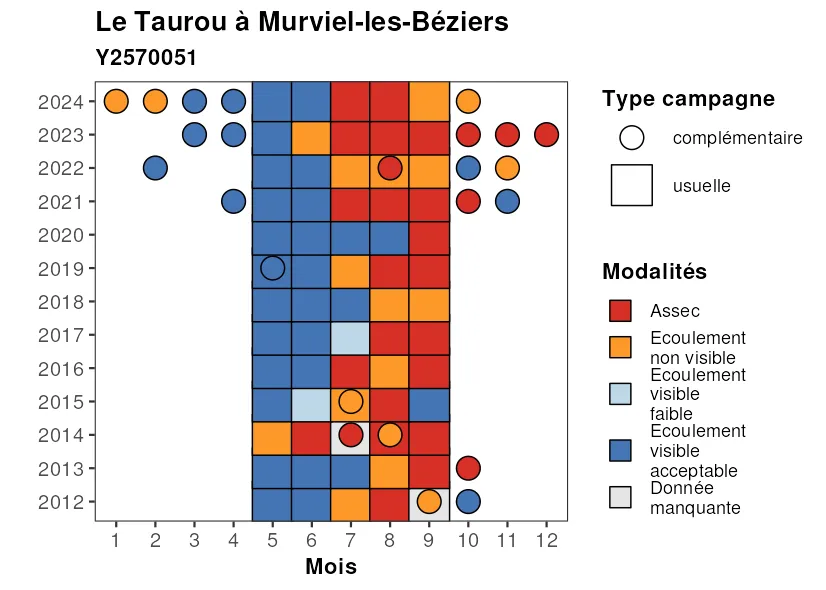 Le Taurou à Murviel-les-Béziers
Y2570051
2024
2023
2022
2021
2020
2019
2018
2017
2016
2015
2014
2013
2012
1 2 3 4 5 6 7 8 9 10 11 12
Mois
Type campagne
complémentaire
usuelle
Modalités
Assec
Ecoulement
non visible
Ecoulement
visible
faible
Ecoulement
visible
acceptable
Donnée
manquante